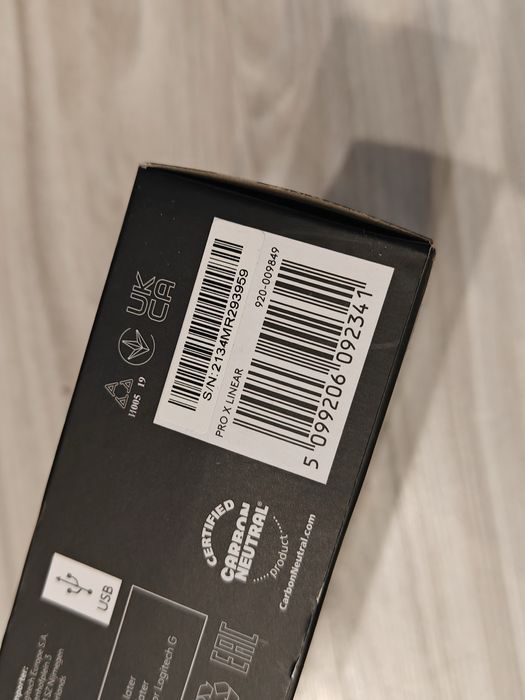 S/N:2134MR293959
PRO X LINEAR
920-009849
5 099206 092341
UK
CA
I1005 19
CERTIFIED
CARBON
NEUTRAL®
product
CarbonNeutral.com
USB
Logitech G
EAC